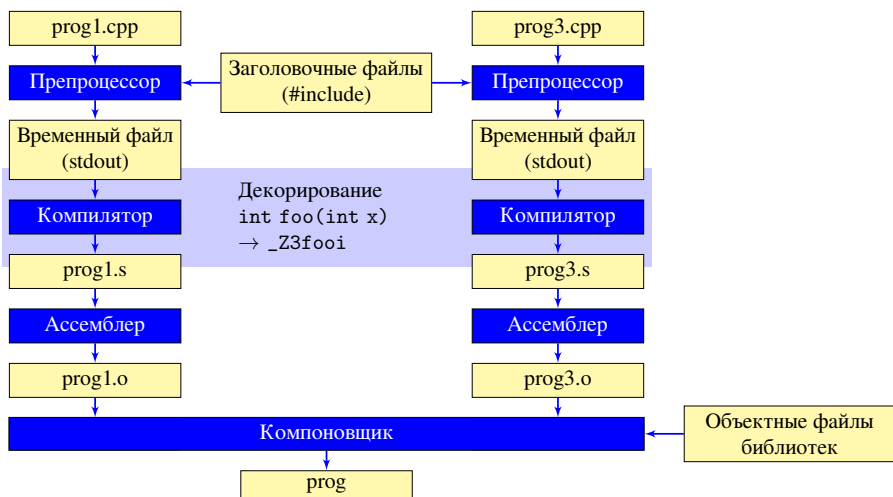 prog1.cpp
prog3.cpp
Препроцессор
Заголовочные файлы
(#include)
Препроцессор
Временный файл
(stdout)
Временный файл
(stdout)
Декорирование
int foo(int x)
→ _Z3fooi
Компилятор
Компилятор
prog1.s
prog3.s
Ассемблер
Ассемблер
prog1.o
prog3.o
Компоновщик
Объектные файлы
библиотек
prog